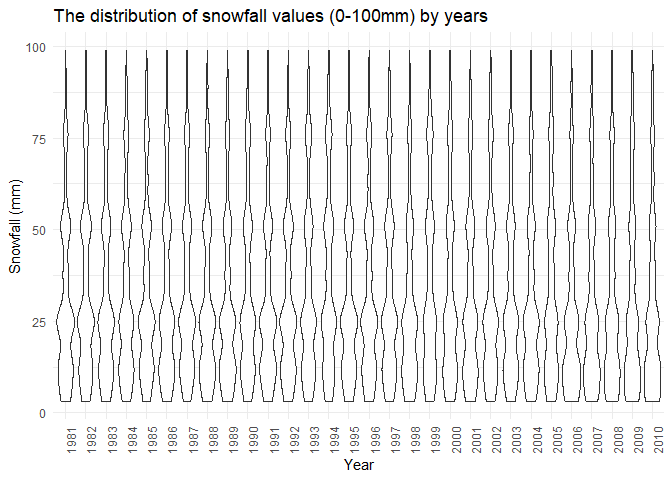 The distribution of snowfall values (0-100mm) by years
100
75
50
25
0
Snowfall (mm)
1981 1982 1983 1984 1985 1986 1987 1988 1989 1990 1991 1992 1993 1994 1995 1996 1997 1998 1999 2000 2001 2002 2003 2004 2005 2006 2007 2008 2009 2010
Year